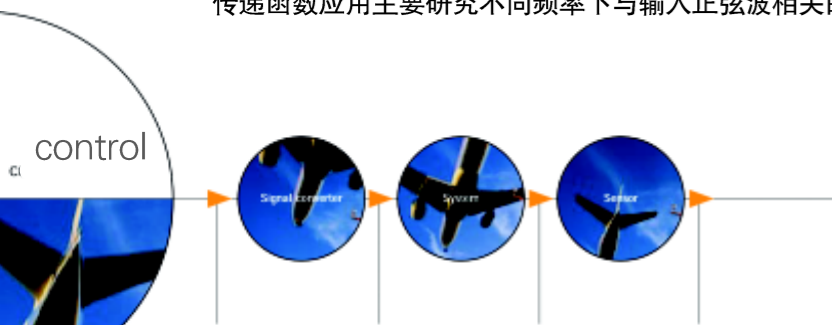 传递函数应用主要研究不同频率下与输入正弦波相关
control
Signal converter
System
Sensor